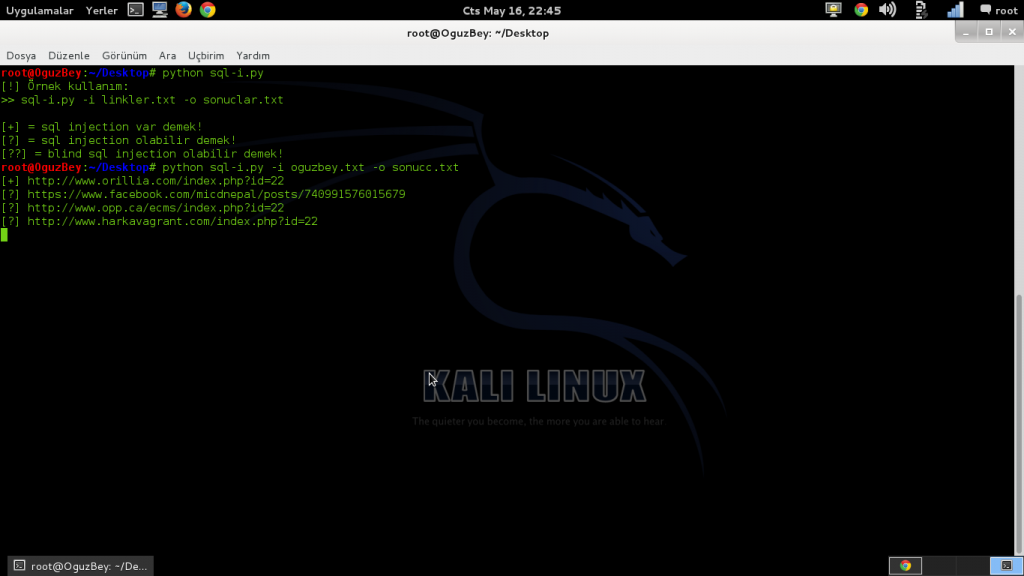 Uygulamalar Yerler Cts May 16, 22:45 root
root@OguzBey: ~/Desktop
Dosya Düzenle Görünüm Ara Uçbirim Yardım
root@OguzBey:~/Desktop# python sql-i.py
[!] Örnek kullanım:
>> sql-i.py -i linkler.txt -o sonuclar.txt
[+] = sql injection var demek!
[?] = sql injection olabilir demek!
[??] = blind sql injection olabilir demek!
root@OguzBey:~/Desktop# python sql-i.py -i oguzbey.txt -o sonucc.txt
[+] http://www.orillia.com/index.php?id=22
[?] https://www.facebook.com/micdnepal/posts/740991576015679
[?] http://www.opp.ca/ecms/index.php?id=22
[?] http://www.harkavagrant.com/index.php?id=22
KALI LINUX
The quieter you become, the more you are able to hear
root@OguzBey: ~/De...